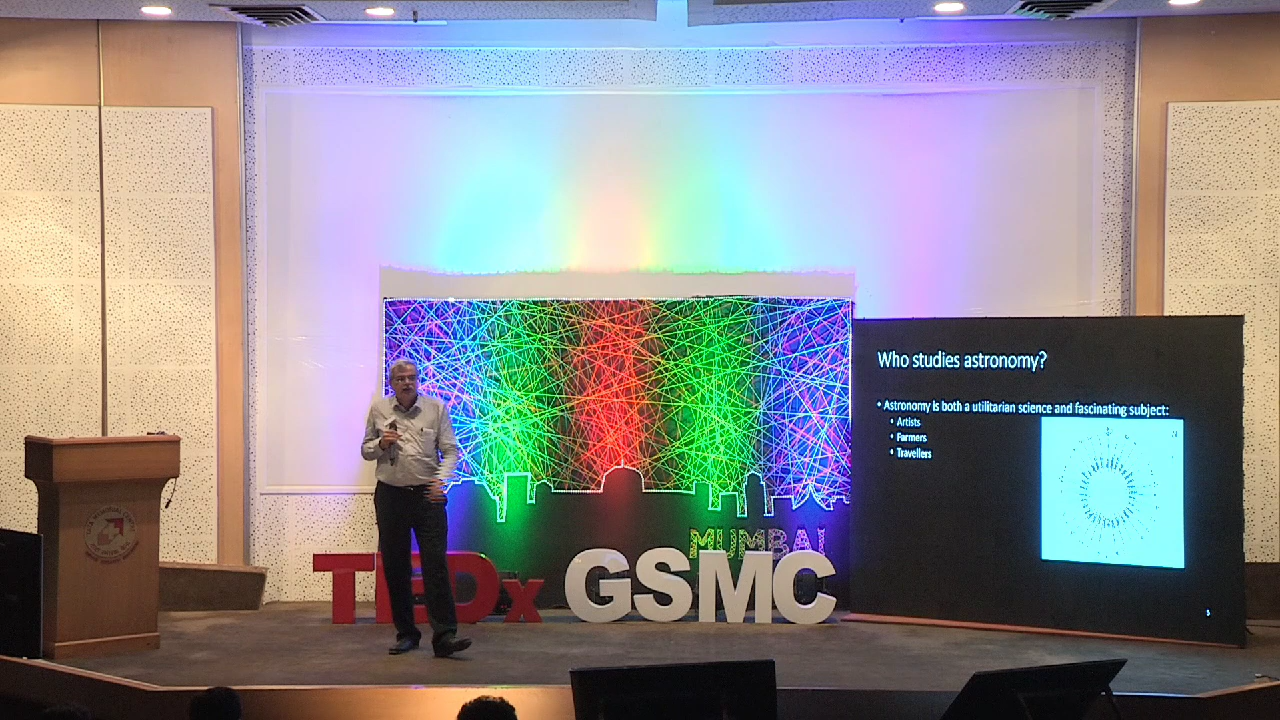 Who studies astronomy?
• Astronomy is both a utilitarian science and fascinating subject:
• Artists
• Farmers
• Travellers
MUMBAI
TEDx GSMC